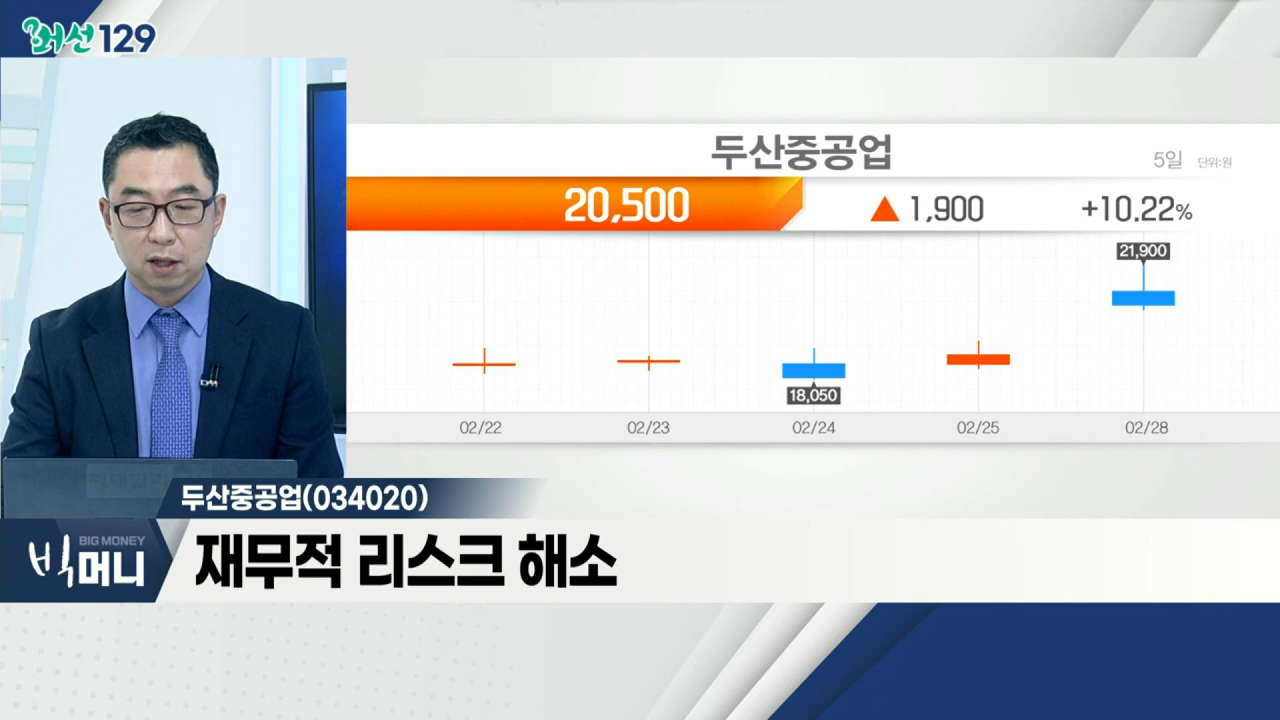 머선129
두산중공업
5일 단위:원
20,500 ▲ 1,900 +10.22%
21,900
18,050
02/22 02/23 02/24 02/25 02/28
두산중공업(034020)
BIG MONEY
빅머니
재무적 리스크 해소